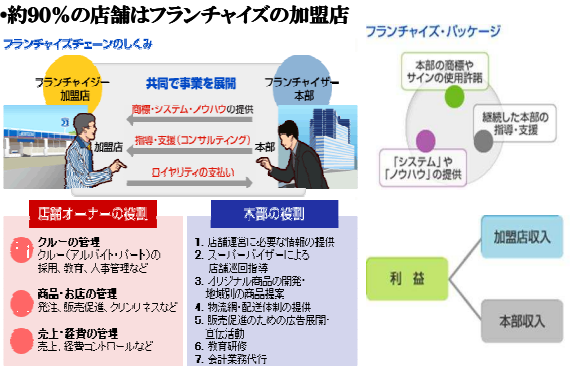 •約90%の店舗はフランチャイズの加盟店
フランチャイズチェーンのしくみ
フランチャイジー
加盟店
共同で事業を展開
フランチャイザー
本部
商標・システム・ノウハウの提供
加盟店
指導・支援(コンサルティング)
本部
ロイヤリティの支払い
店舗オーナーの役割
クルーの管理
クルー(アルバイト・パート)の
採用、教育、人事管理など
商品・お店の管理
発注、販売促進、クリンリネスなど
売上・経費の管理
売上、経費コントロールなど
本部の役割
1. 店舗運営に必要な情報の提供
2. スーパーバイザーによる
店舗巡回指導
3. オリジナル商品の開発・
地域別の商品提案
4. 物流網・配送体制の提供
5. 販売促進のための広告展開・
宣伝活動
6. 教育研修
7. 会計業務代行
フランチャイズ・パッケージ
本部の商標や
サインの使用許諾
継続した本部の
指導・支援
「システム」や
「ノウハウ」の提供
利益
加盟店収入
本部収入